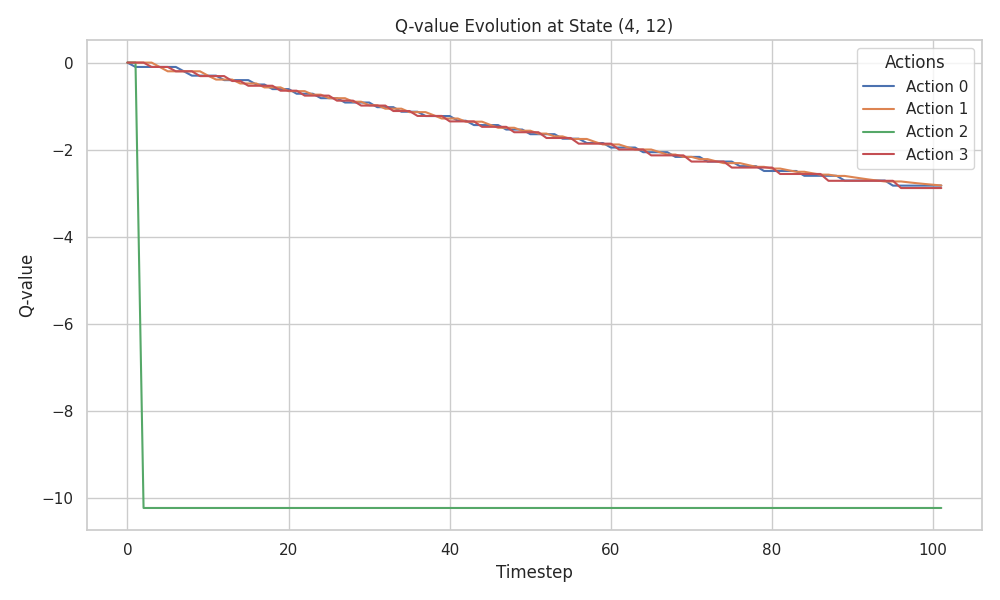 Q-value Evolution at State (4, 12)
Actions
Action 0
Action 1
Action 2
Action 3
Q-value
0
−2
−4
−6
−8
−10
0 20 40 60 80 100
Timestep